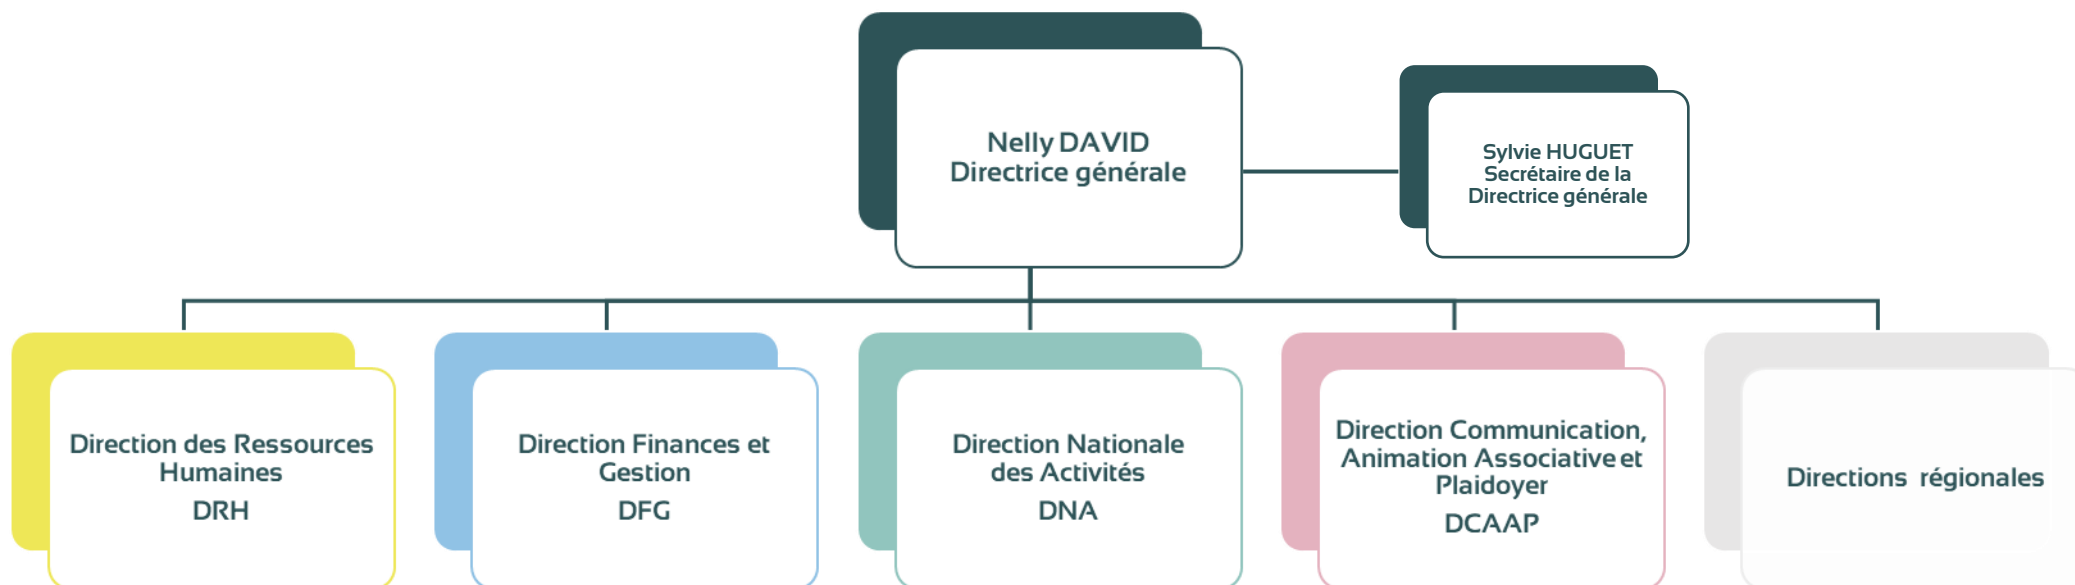 Nelly DAVID
Directrice générale
Sylvie HUGUET
Secrétaire de la
Directrice générale
Direction des Ressources
Humaines
DRH
Direction Finances et
Gestion
DFG
Direction Nationale
des Activités
DNA
Direction Communication,
Animation Associative et
Plaidoyer
DCAAP
Directions régionales